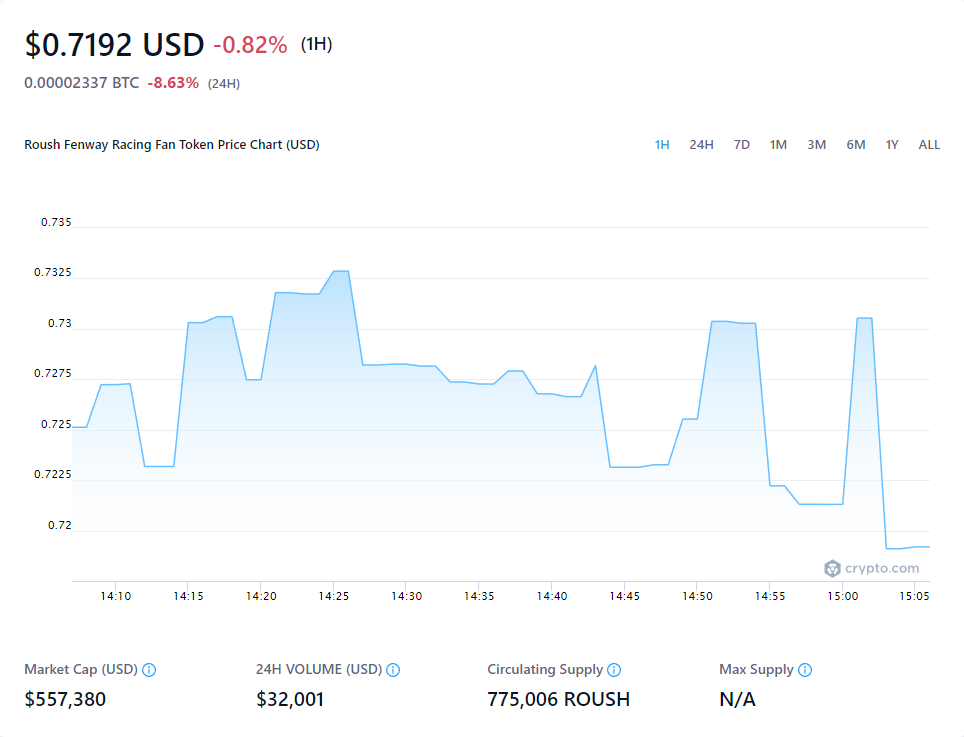 $0.7192 USD -0.82% (1H)
0.00002337 BTC -8.63% (24H)
Roush Fenway Racing Fan Token Price Chart (USD) 1H 24H 7D 1M 3M 6M 1Y ALL
0.735
0.7325
0.73
0.7275
0.725
0.7225
0.72
crypto.com
14:10 14:15 14:20 14:25 14:30 14:35 14:40 14:45 14:50 14:55 15:00 15:05
Market Cap (USD) 24H VOLUME (USD) Circulating Supply Max Supply
$557,380 $32,001 775,006 ROUSH N/A